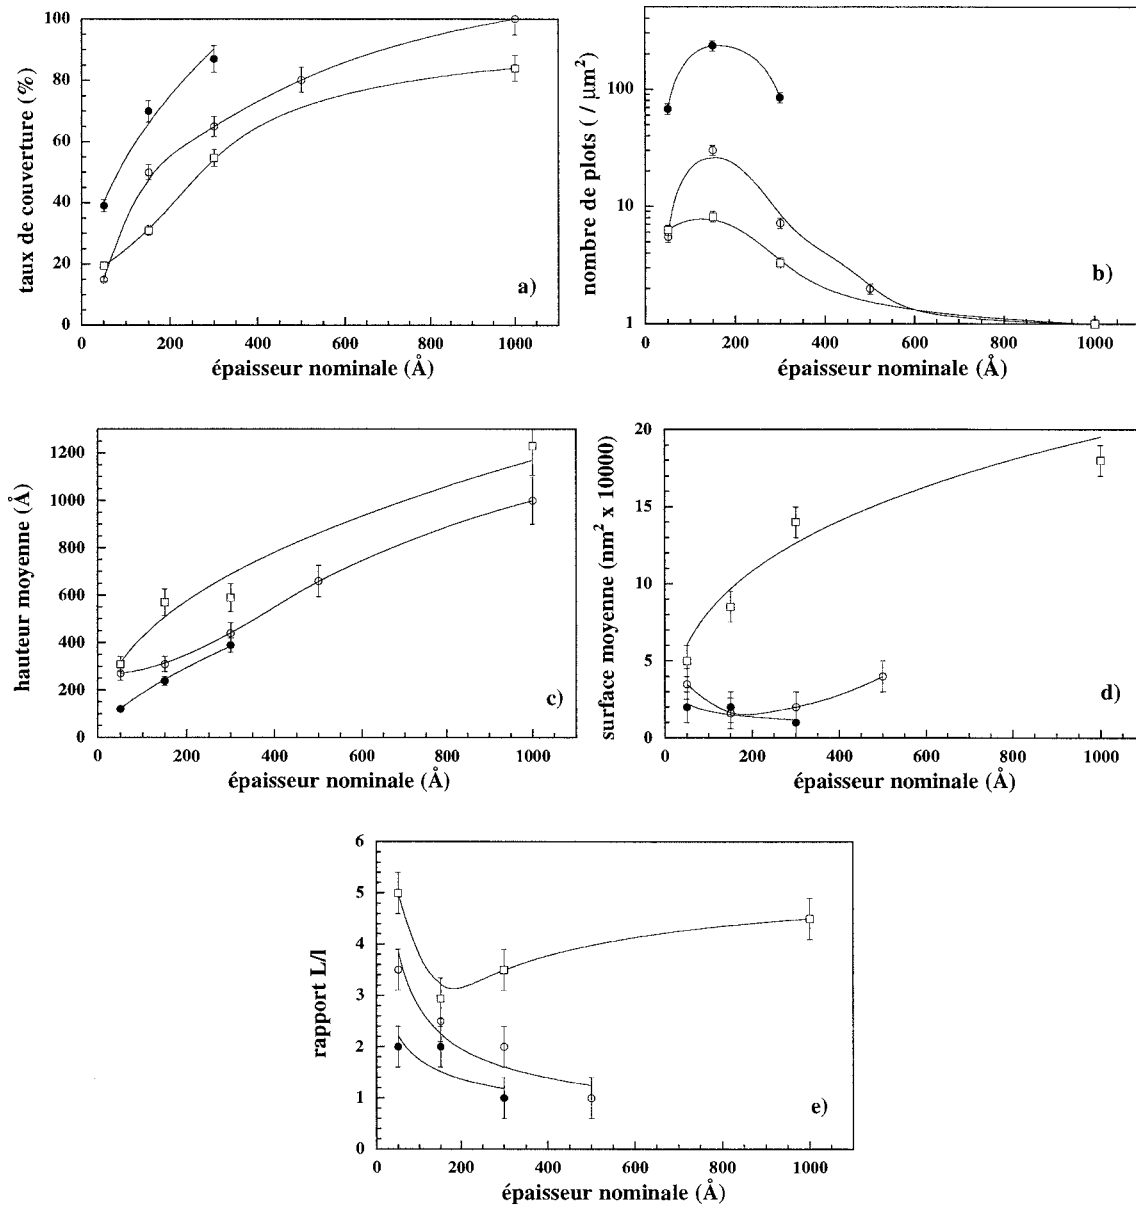 100
80
60
40
20
0
0 200 400 600 800 1000
taux de couverture (%)
épaisseur nominale (Å)
a)
100
10
1
0 200 400 600 800 1000
nombre de plots ( / μm²)
épaisseur nominale (Å)
b)
1200
1000
800
600
400
200
0
0 200 400 600 800 1000
hauteur moyenne (Å)
épaisseur nominale (Å)
c)
20
15
10
5
0
0 200 400 600 800 1000
surface moyenne (nm² x 10000)
épaisseur nominale (Å)
d)
6
5
4
3
2
1
0
0 200 400 600 800 1000
rapport L/l
épaisseur nominale (Å)
e)